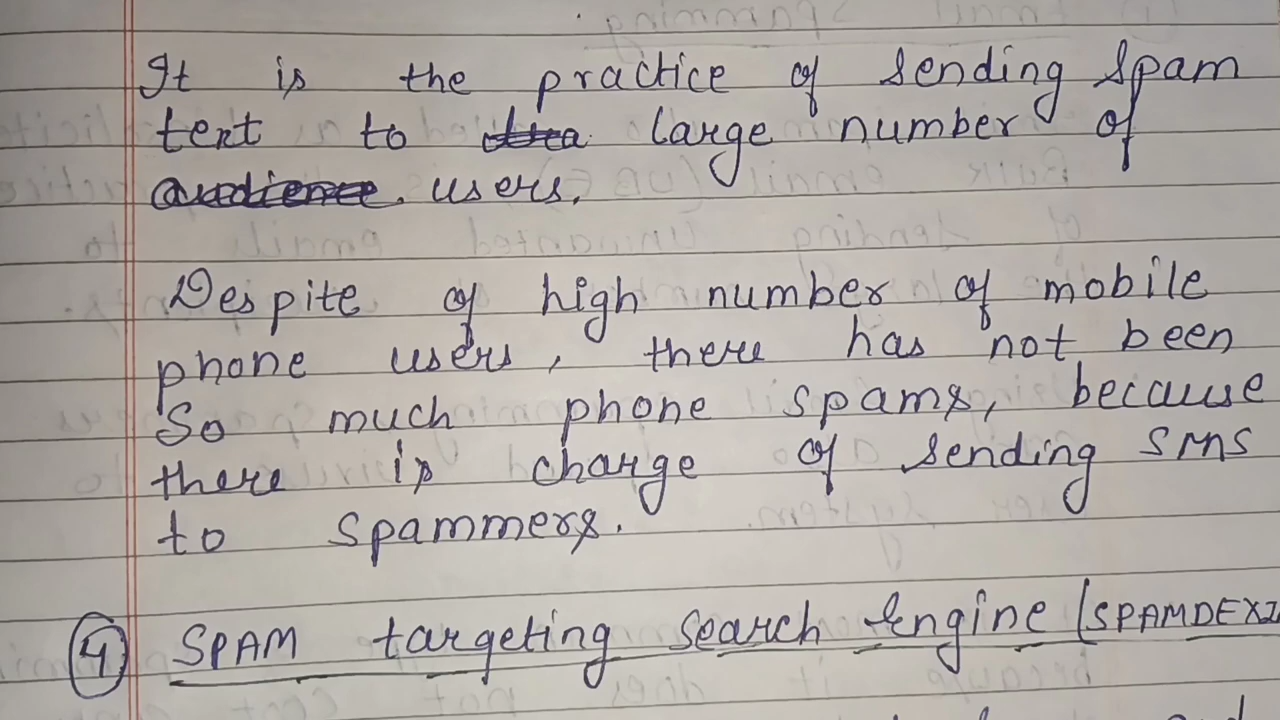 It is the practice of sending spam
text to large number of
audience. users.
Despite of high number of mobile
phone users, there has not been
So much phone spams, because
there is charge of sending SMS
to spammers.
4 SPAM targeting search Engine (SPAMDEXI